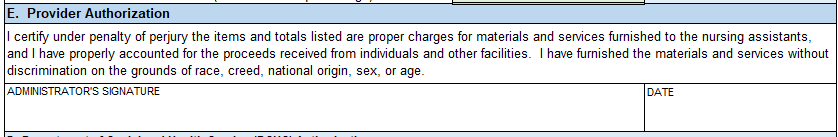 E. Provider Authorization
I certify under penalty of perjury the items and totals listed are proper charges for materials and services furnished to the nursing assistants,
and I have properly accounted for the proceeds received from individuals and other facilities. I have furnished the materials and services without
discrimination on the grounds of race, creed, national origin, sex, or age.
ADMINISTRATOR'S SIGNATURE
DATE